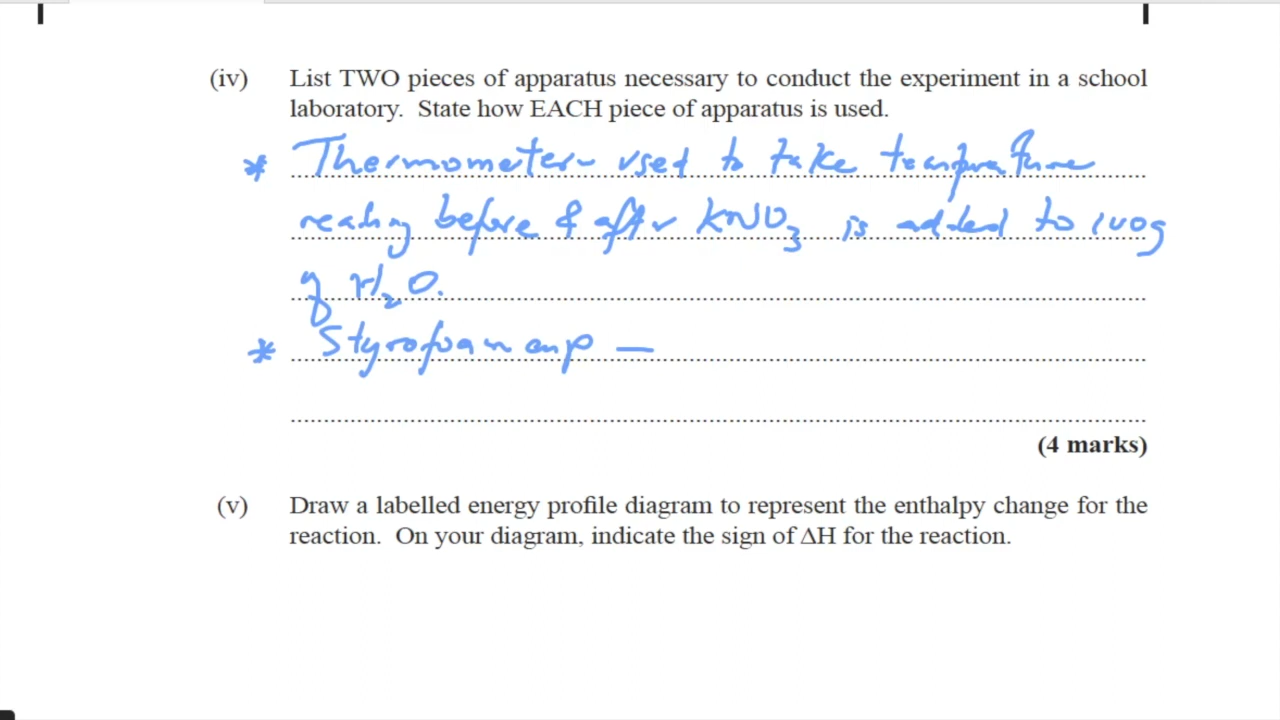 (iv) List TWO pieces of apparatus necessary to conduct the experiment in a school
laboratory. State how EACH piece of apparatus is used.
* Thermometer - used to take temperature
reading before & after KNO₃ is added to 100g
of H₂O.
* Styrofoam cup —
(4 marks)
(v) Draw a labelled energy profile diagram to represent the enthalpy change for the
reaction. On your diagram, indicate the sign of ΔH for the reaction.